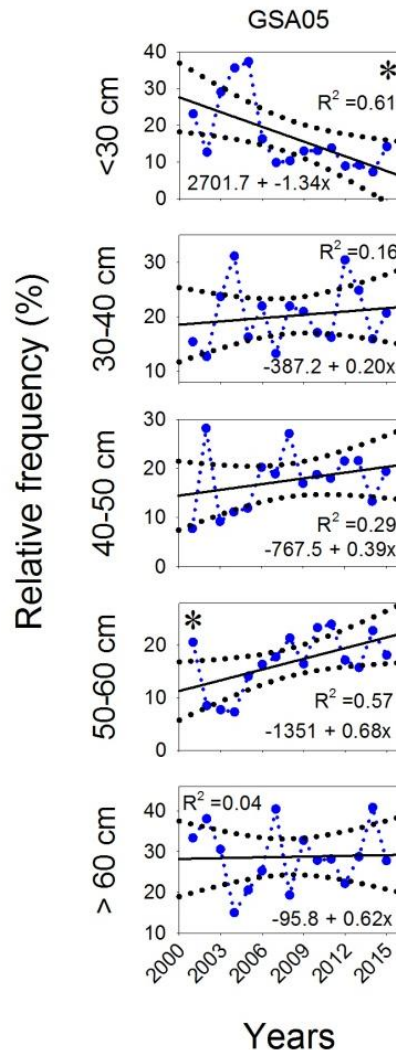 GSA05
Relative frequency (%)
<30 cm
40
30
20
10
0
*
R² =0.61
2701.7 + -1.34x
30-40 cm
30
20
10
R² =0.16
-387.2 + 0.20x
40-50 cm
30
20
10
0
R² =0.29
-767.5 + 0.39x
50-60 cm
20
10
0
*
R² =0.57
-1351 + 0.68x
> 60 cm
40
30
20
10
R² =0.04
-95.8 + 0.62x
2000 2003 2006 2009 2012 2015
Years